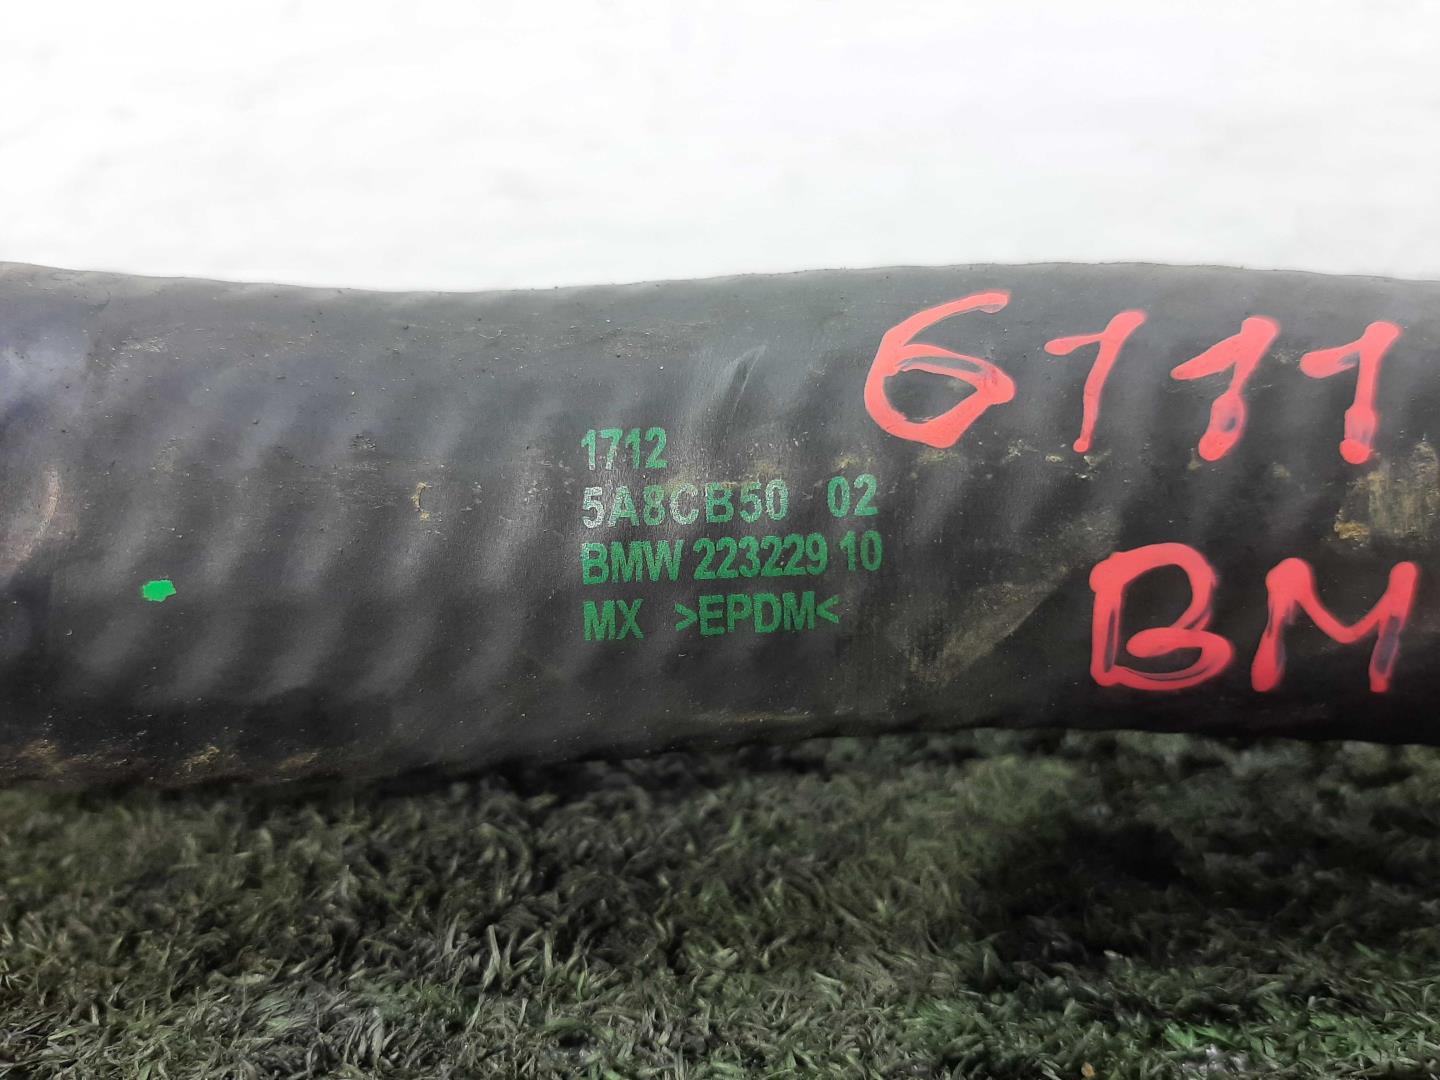 6111
BM
1712
5A8CB50 02
BMW 223229 10
MX >EPDM<